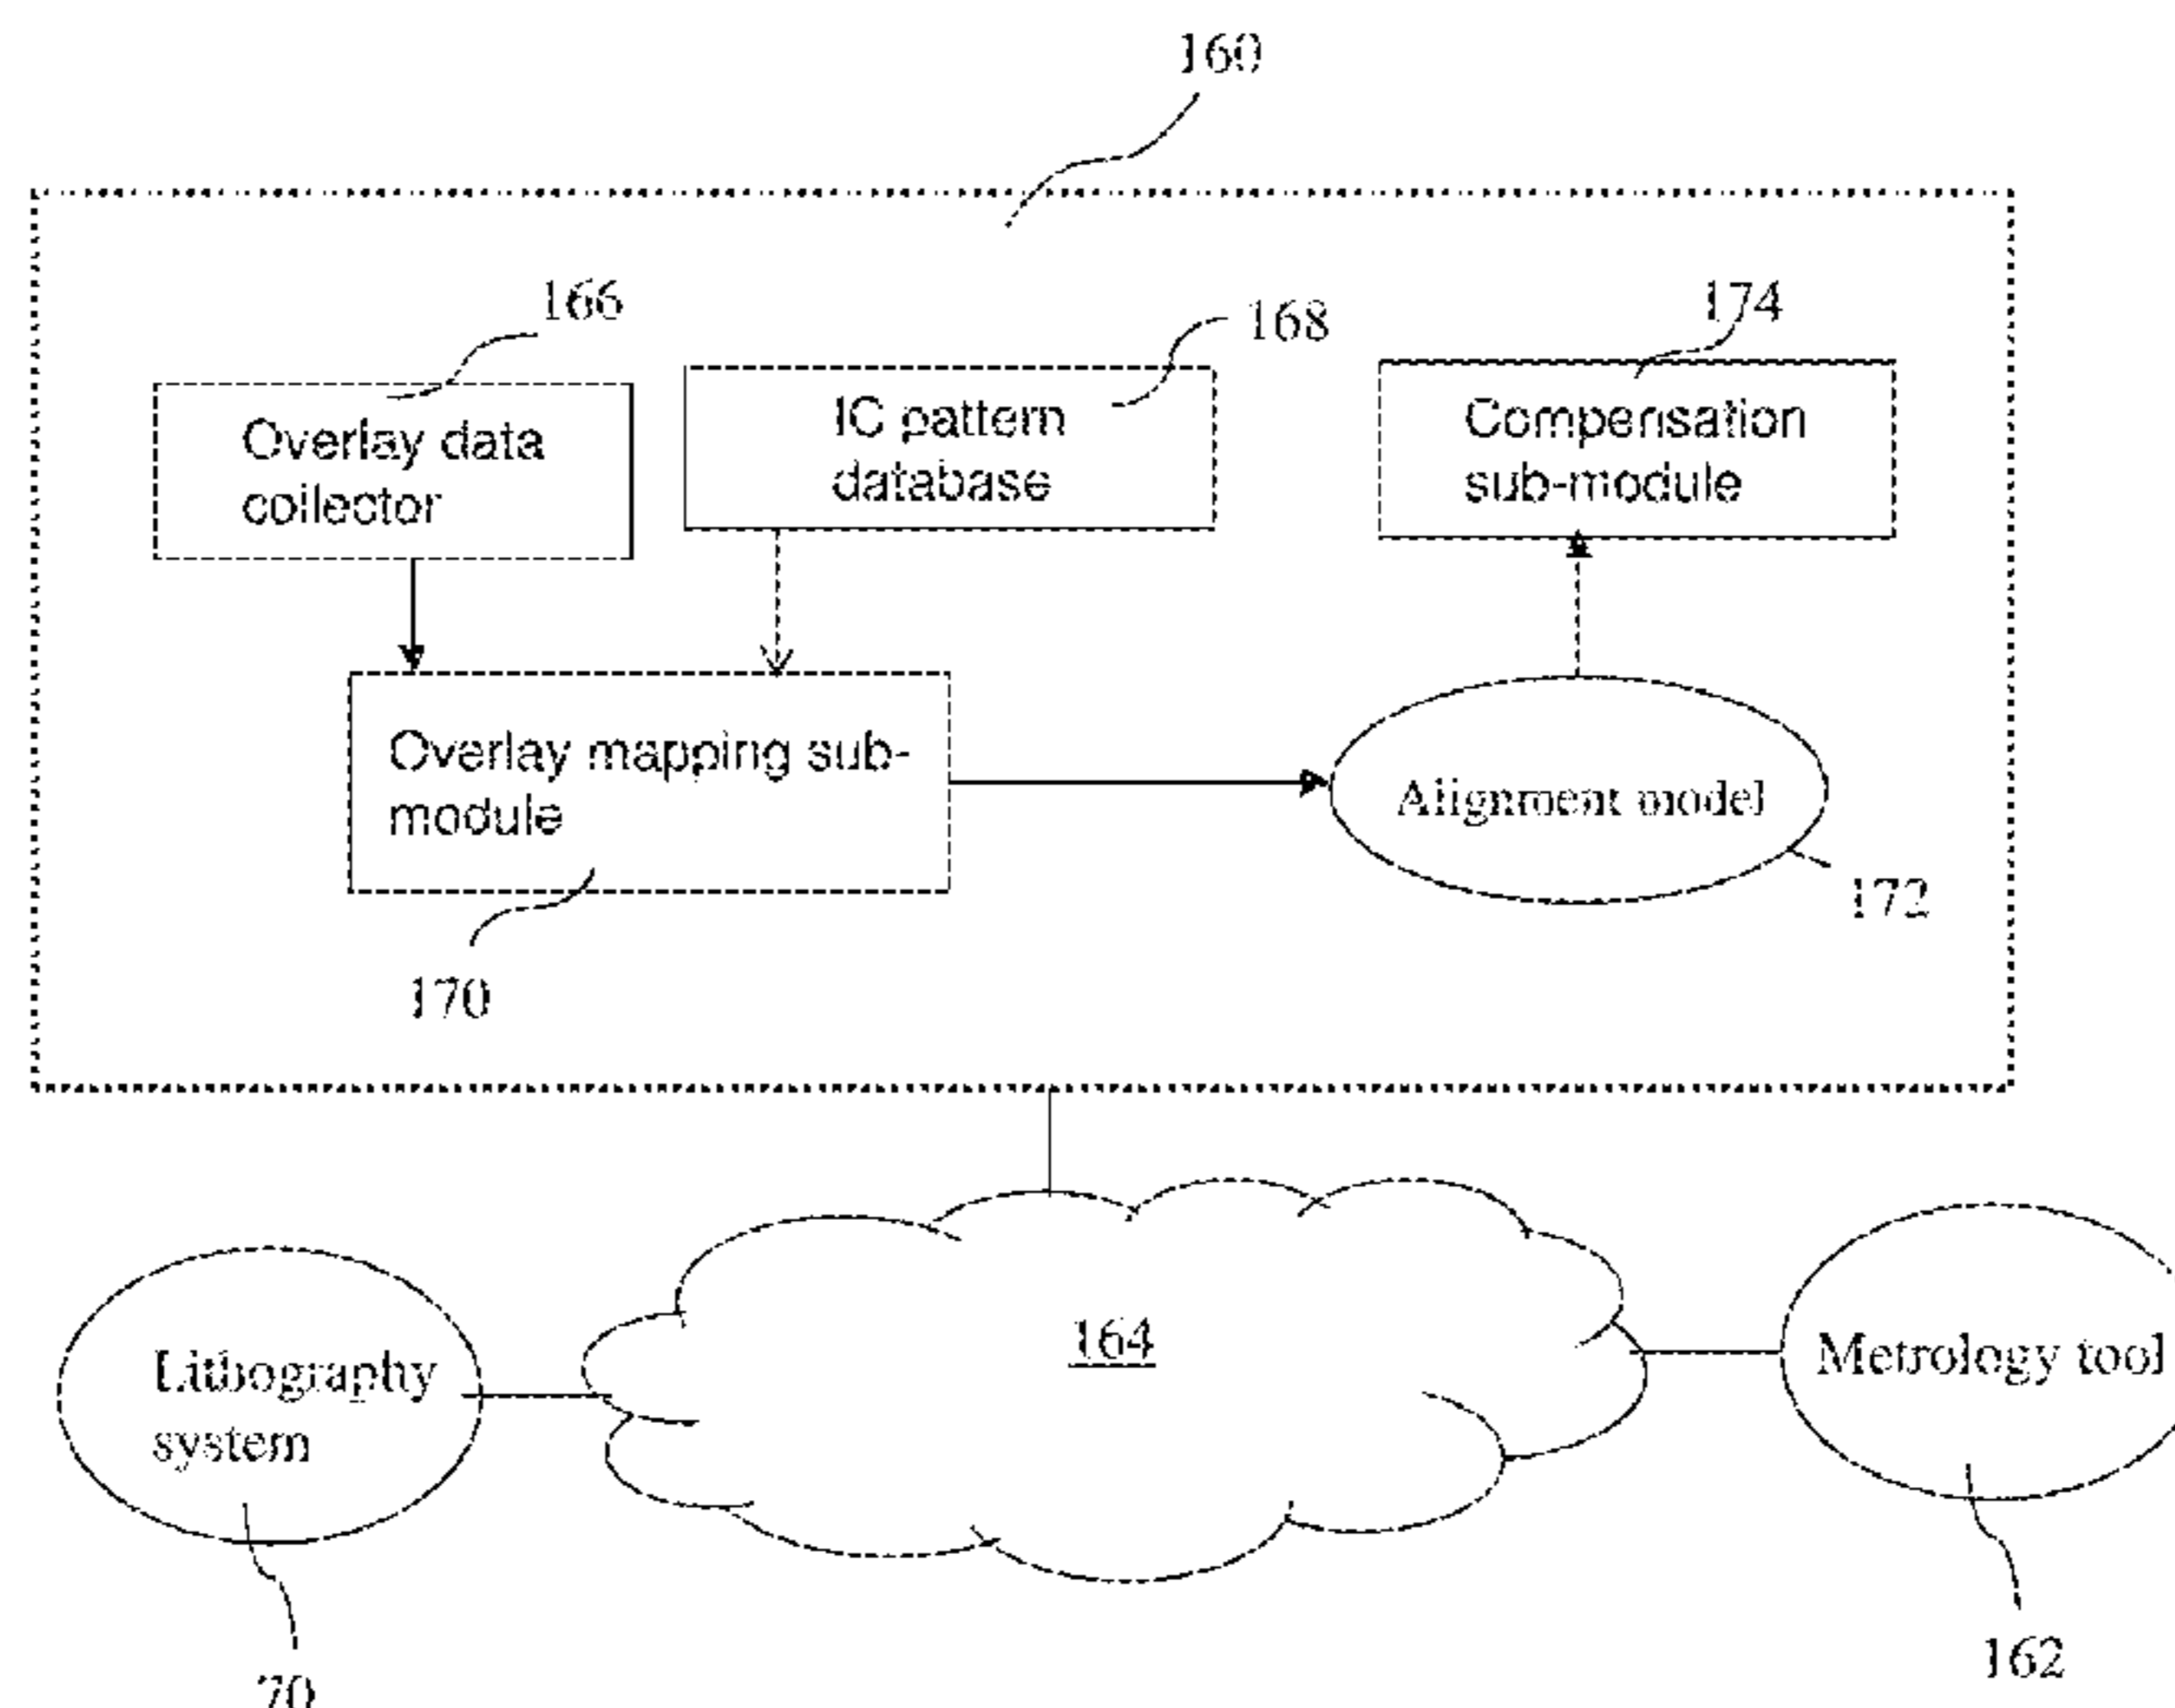 160
166
168
174
Overlay data
collector
IC pattern
database
Compensation
sub-module
Overlay mapping sub-
module
Alignment model
172
170
164
Lithography
system
Metrology tool
162
70